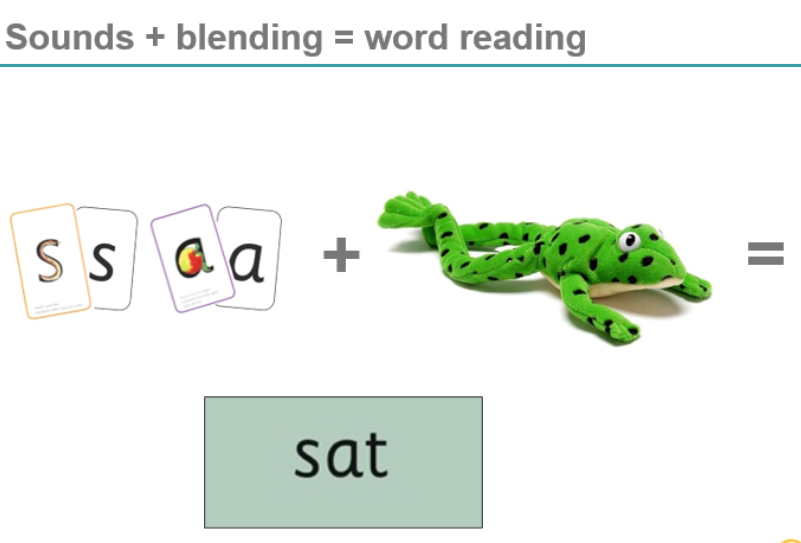 Sounds + blending = word reading
s s a a + =
sat